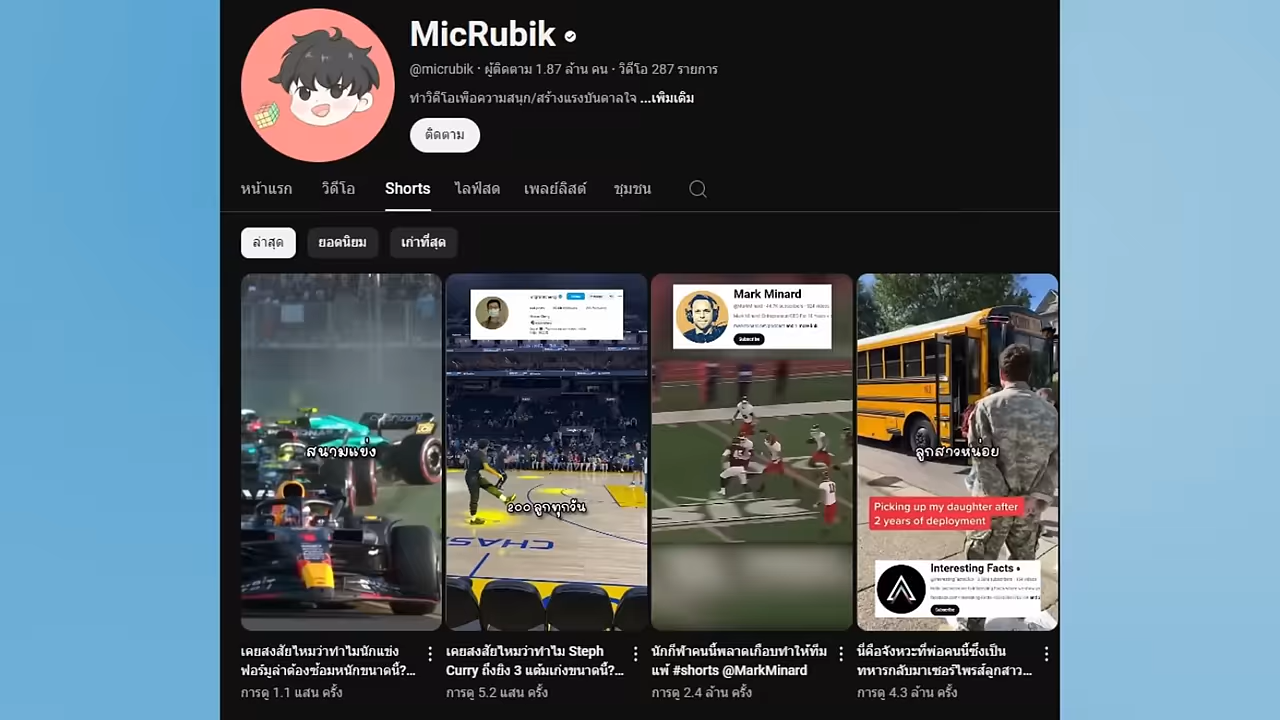 MicRubik
@micrubik · ผู้ติดตาม 1.87 ล้าน คน · วิดีโอ 287 รายการ
ทำวิดีโอเพื่อความสนุก/สร้างแรงบันดาลใจ ...เพิ่มเติม
ติดตาม
หน้าแรก วิดีโอ Shorts ไลฟ์สด เพลย์ลิสต์ ชุมชน
ล่าสุด ยอดนิยม เก่าที่สุด
สนามแข่ง
200 ลูกทุกวัน
CHASE
Mark Minard
Subscribe
ลูกสาวหน่อย
Picking up my daughter after
2 years of deployment
Interesting Facts
Subscribe
เคยสงสัยไหมว่าทำไมนักแข่ง
ฟอร์มูล่าต้องซ้อมหนักขนาดนี้?...
การดู 1.1 แสน ครั้ง
เคยสงสัยไหมว่าทำไม Steph
Curry ถึงยิง 3 แต้มเก่งขนาดนี้?...
การดู 5.2 แสน ครั้ง
นักกีฬาคนนี้พลาดเกือบทำให้ทีม
แพ้ #shorts @MarkMinard
การดู 2.4 ล้าน ครั้ง
นี่คือจังหวะที่พ่อคนนี้ซึ่งเป็น
ทหารกลับมาเซอร์ไพรส์ลูกสาว...
การดู 4.3 ล้าน ครั้ง